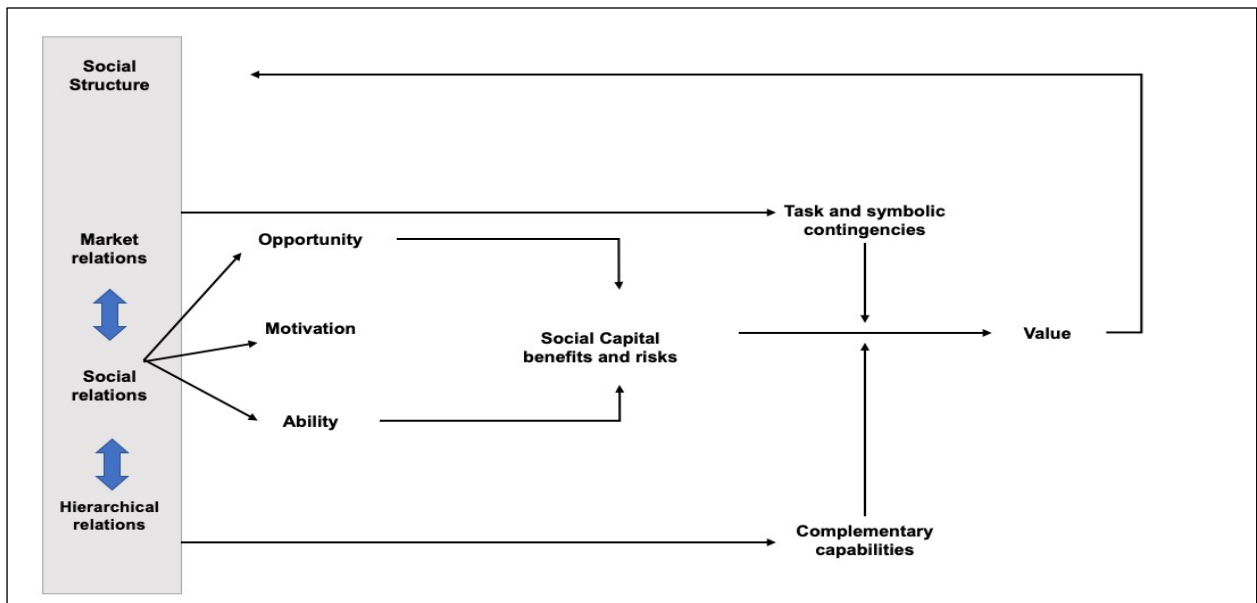 Social
Structure
Market
relations
Social
relations
Hierarchical
relations
Opportunity
Motivation
Ability
Social Capital
benefits and risks
Task and symbolic
contingencies
Complementary
capabilities
Value